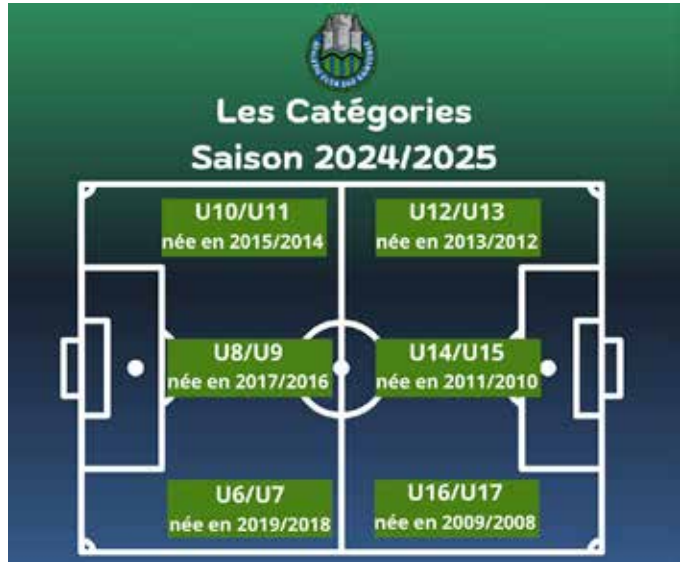 Les Catégories
Saison 2024/2025
U10/U11
née en 2015/2014
U12/U13
née en 2013/2012
U8/U9
née en 2017/2016
U14/U15
née en 2011/2010
U6/U7
née en 2019/2018
U16/U17
née en 2009/2008